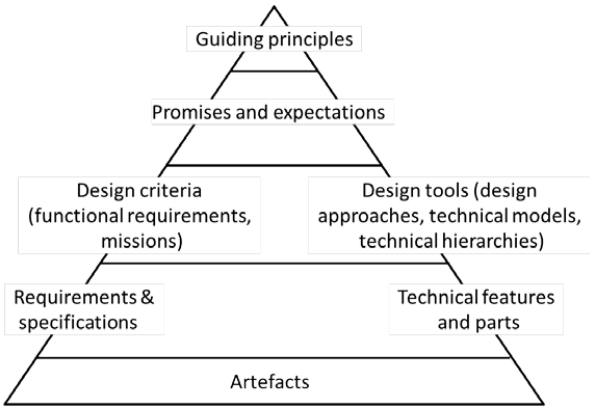 Guiding principles
Promises and expectations
Design criteria
(functional requirements,
missions)
Design tools (design
approaches, technical models,
technical hierarchies)
Requirements &
specifications
Technical features
and parts
Artefacts